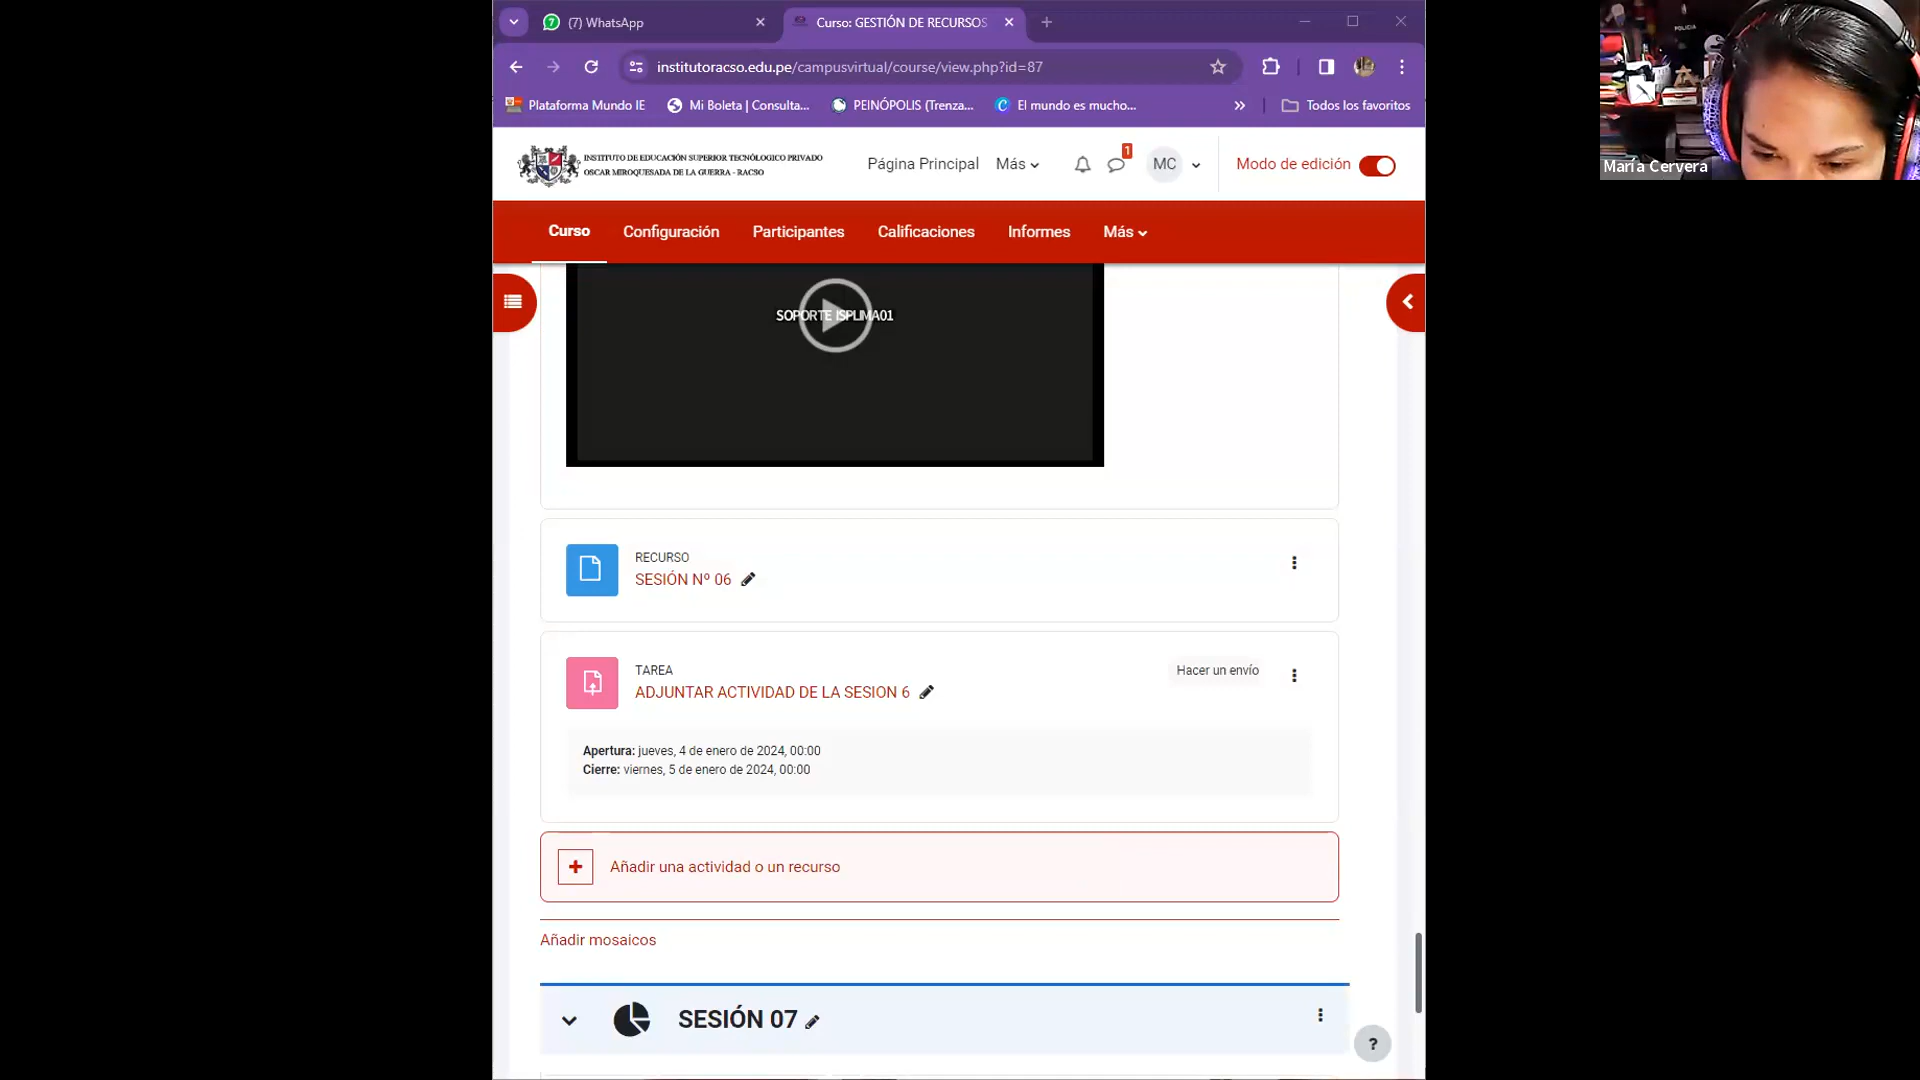 (7) WhatsApp
Curso: GESTIÓN DE RECURSOS
institutoracso.edu.pe/campusvirtual/course/view.php?id=87
Plataforma Mundo IE
Mi Boleta | Consulta...
PEINÓPOLIS (Trenza...
El mundo es mucho...
»
Todos los favoritos
INSTITUTO DE EDUCACIÓN SUPERIOR TECNÓLOGICO PRIVADO
OSCAR MIROQUESADA DE LA GUERRA - RACSO
Página Principal
Más
1
MC
Modo de edición
Curso
Configuración
Participantes
Calificaciones
Informes
Más
SOPORTE ISPLIMA01
RECURSO
SESIÓN Nº 06
TAREA
ADJUNTAR ACTIVIDAD DE LA SESION 6
Hacer un envío
Apertura: jueves, 4 de enero de 2024, 00:00
Cierre: viernes, 5 de enero de 2024, 00:00
Añadir una actividad o un recurso
Añadir mosaicos
SESIÓN 07
?
POLICIA
María Cervera